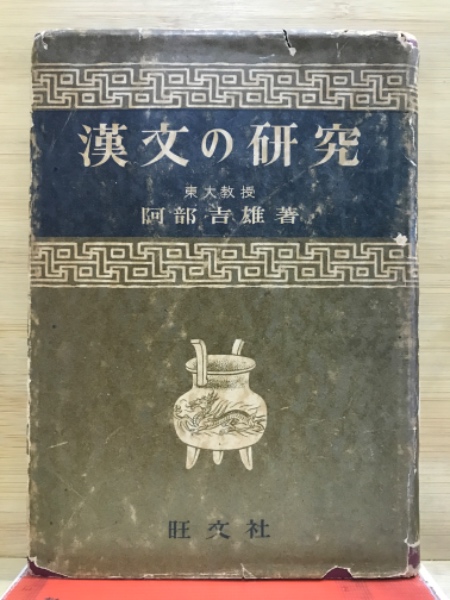 漢文の研究
東大教授
阿部吉雄著
旺文社